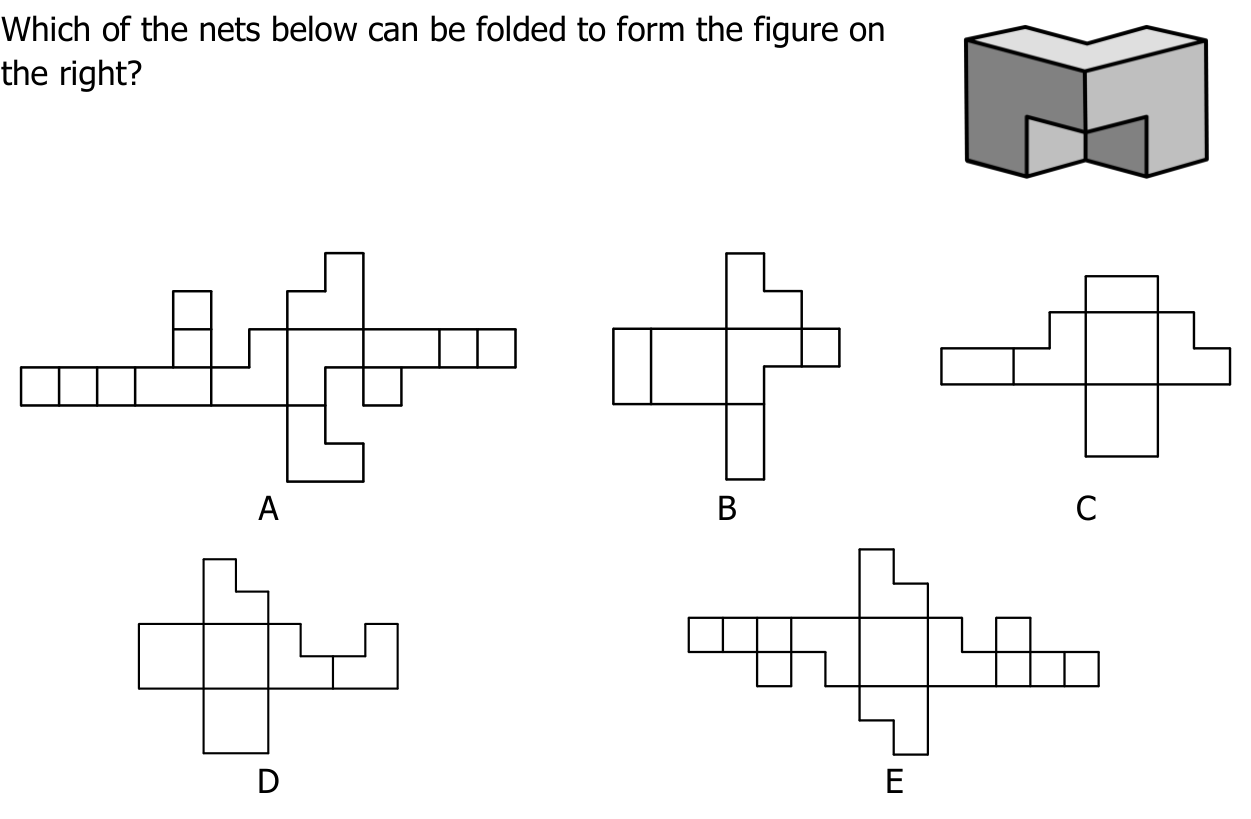 Which of the nets below can be folded to form the figure on
the right?
A
B
C
D
E